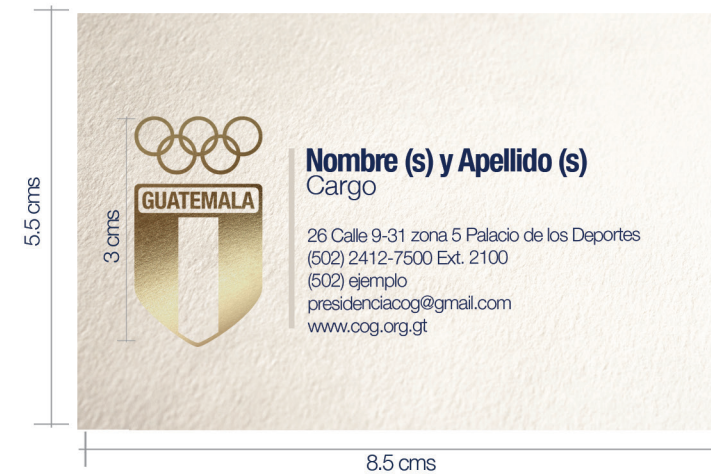 5.5 cms
3 cms
GUATEMALA
Nombre (s) y Apellido (s)
Cargo
26 Calle 9-31 zona 5 Palacio de los Deportes
(502) 2412-7500 Ext. 2100
(502) ejemplo
presidenciacog@gmail.com
www.cog.org.gt
8.5 cms